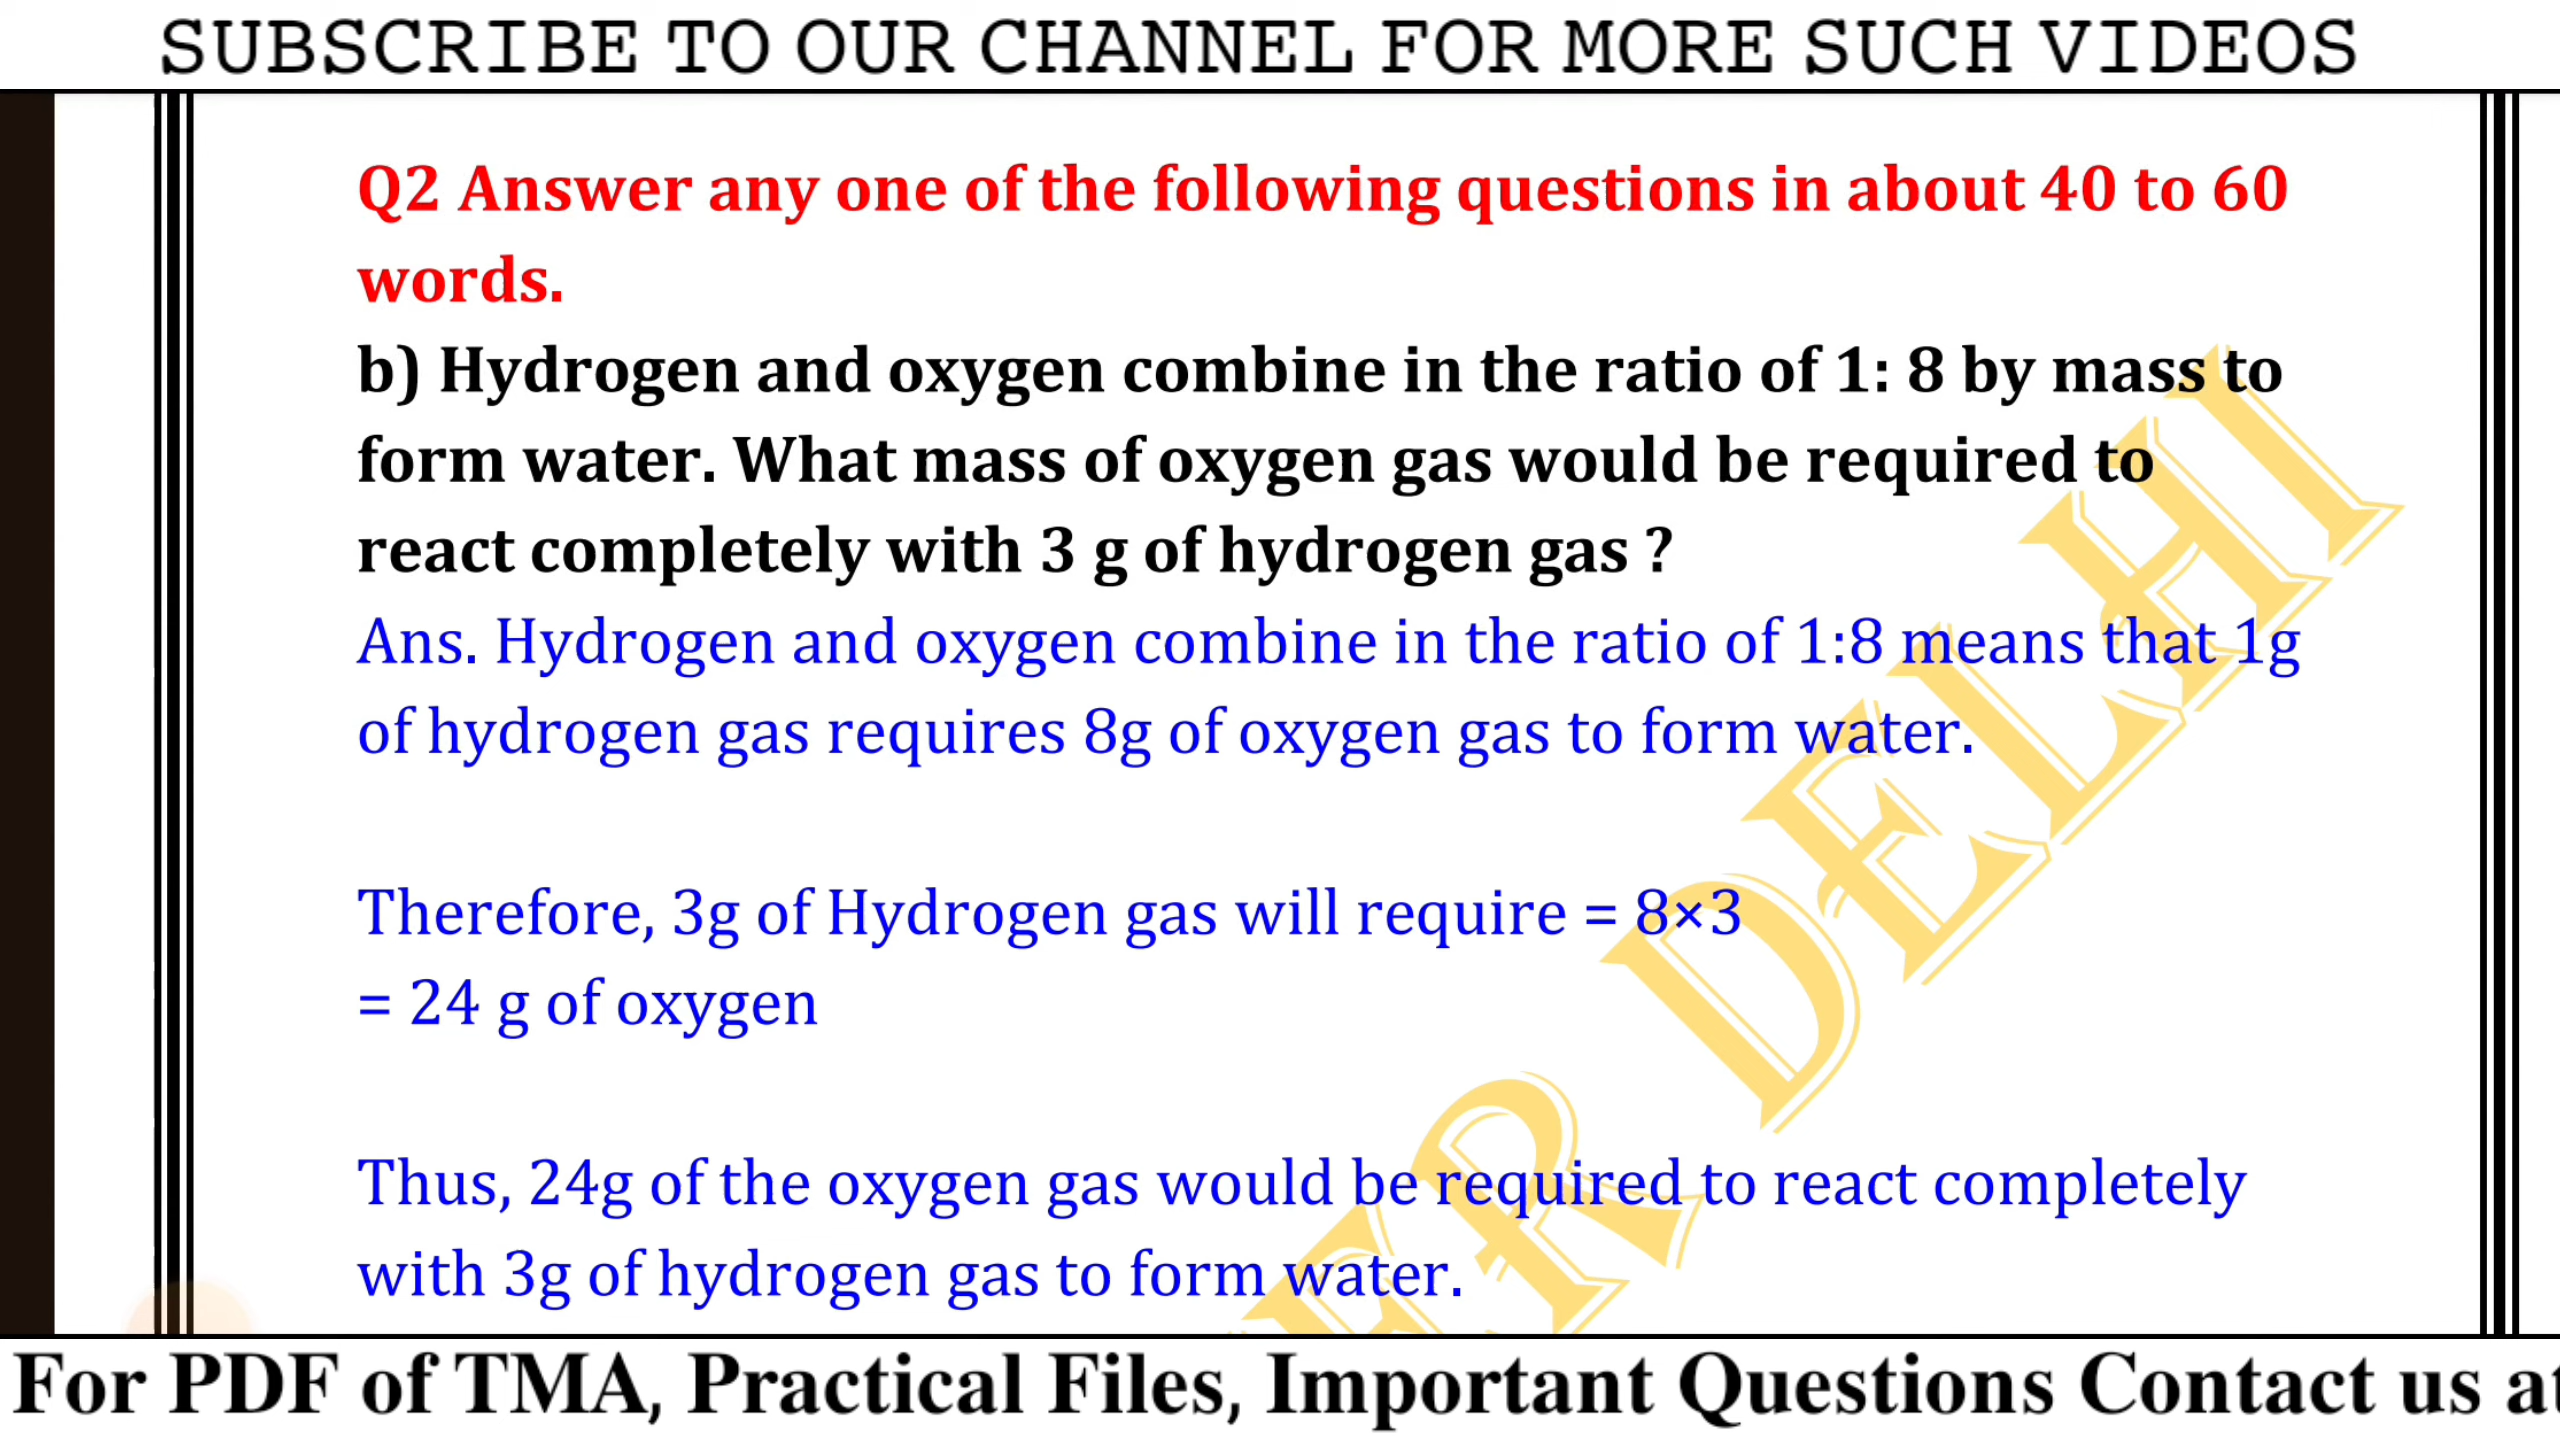 SUBSCRIBE TO OUR CHANNEL FOR MORE SUCH VIDEOS
Q2 Answer any one of the following questions in about 40 to 60
words.
b) Hydrogen and oxygen combine in the ratio of 1: 8 by mass to
form water. What mass of oxygen gas would be required to
react completely with 3 g of hydrogen gas ?
Ans. Hydrogen and oxygen combine in the ratio of 1:8 means that 1g
of hydrogen gas requires 8g of oxygen gas to form water.
Therefore, 3g of Hydrogen gas will require = 8×3
= 24 g of oxygen
Thus, 24g of the oxygen gas would be required to react completely
with 3g of hydrogen gas to form water.
DELHI
For PDF of TMA, Practical Files, Important Questions Contact us at